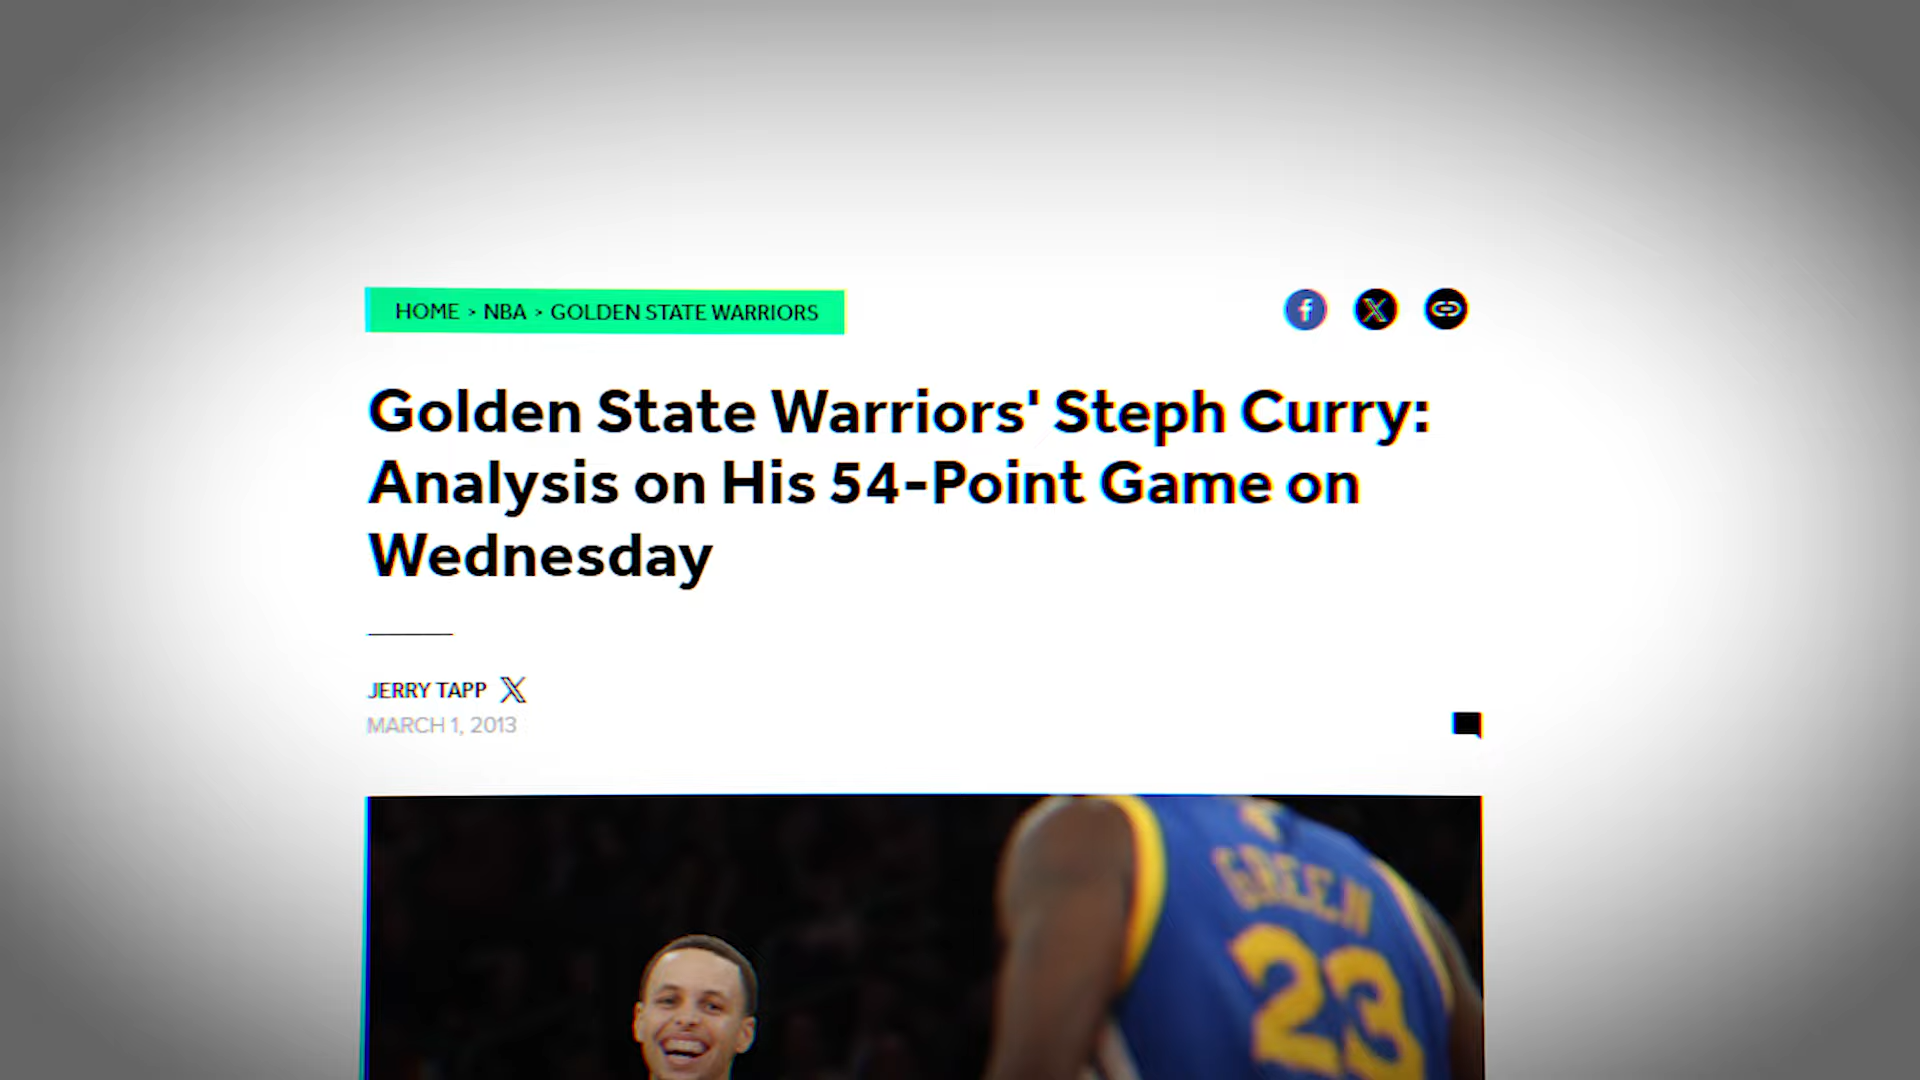 HOME > NBA > GOLDEN STATE WARRIORS
Golden State Warriors' Steph Curry:
Analysis on His 54-Point Game on
Wednesday
JERRY TAPP
MARCH 1, 2013
GREEN
23